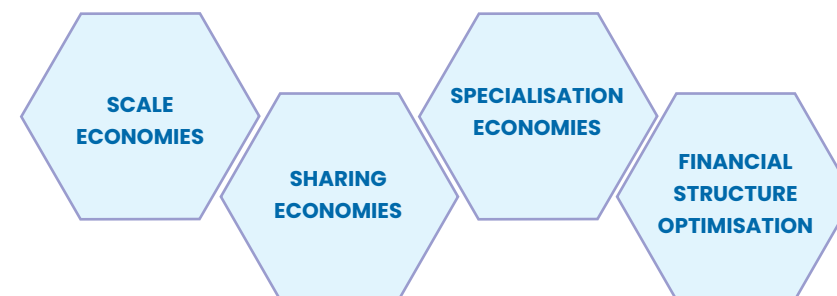 SCALE
ECONOMIES
SHARING
ECONOMIES
SPECIALISATION
ECONOMIES
FINANCIAL
STRUCTURE
OPTIMISATION